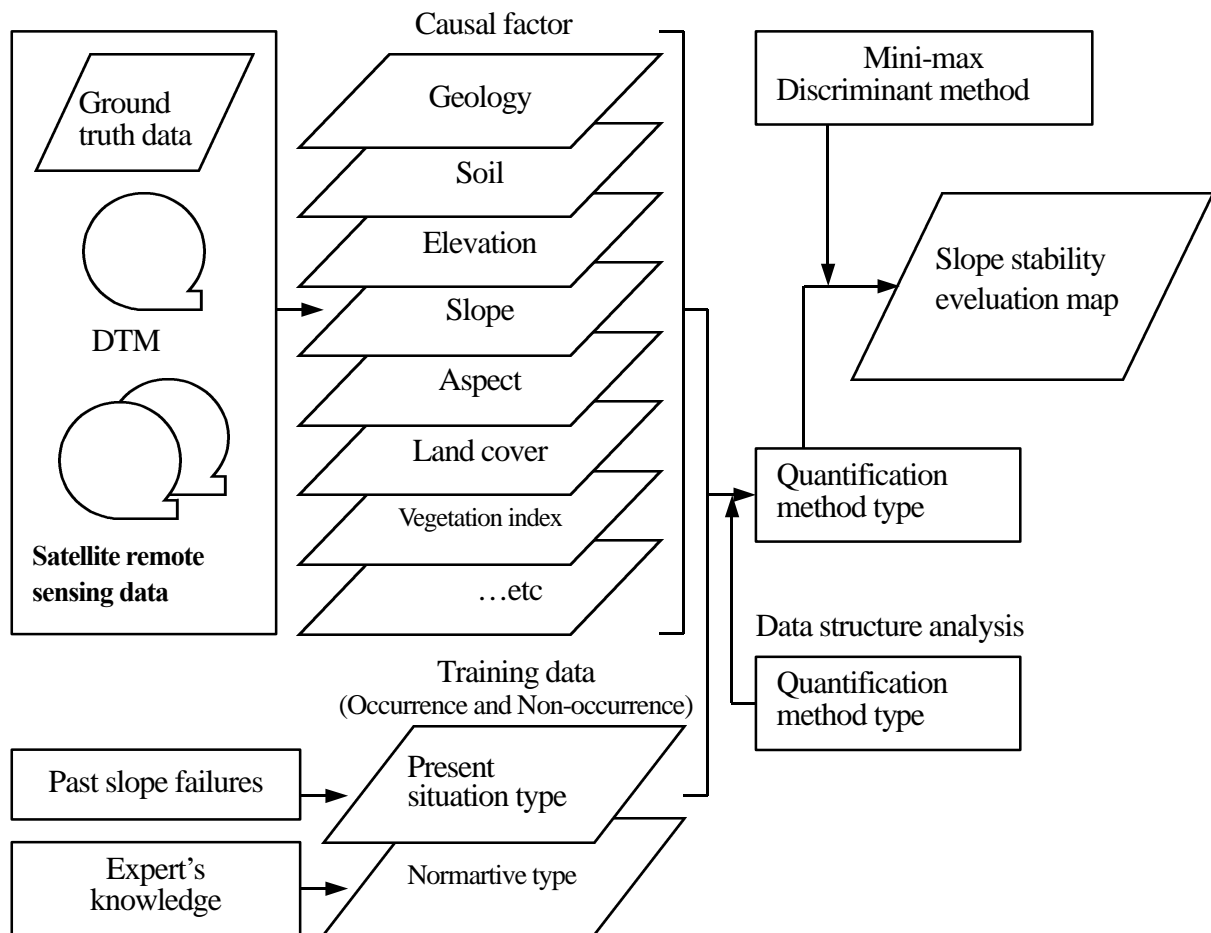 Ground
truth data
DTM
Satellite remote
sensing data
Causal factor
Geology
Soil
Elevation
Slope
Aspect
Land cover
Vegetation index
…etc
Training data
(Occurrence and Non-occurrence)
Past slope failures
Present
situation type
Expert's
knowledge
Normartive type
Mini-max
Discriminant method
Slope stability
eveluation map
Quantification
method type
Data structure analysis
Quantification
method type